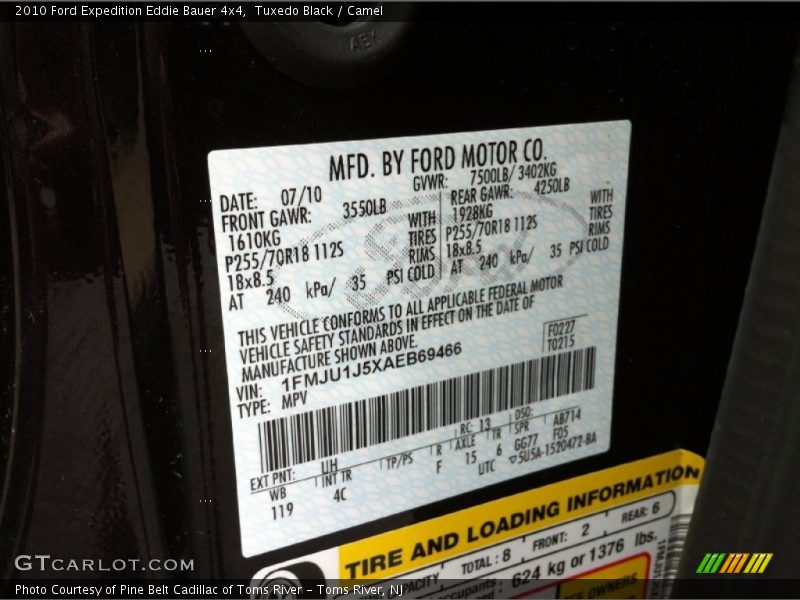 2010 Ford Expedition Eddie Bauer 4x4, Tuxedo Black / Camel
MFD. BY FORD MOTOR CO.
DATE: 07/10 GVWR: 7500LB/ 3402KG
FRONT GAWR: 3550LB REAR GAWR: 4250LB
1610KG WITH 1928KG WITH
P255/70R18 112S TIRES P255/70R18 112S TIRES
18x8.5 RIMS 18x8.5 RIMS
AT 240 kPa/ 35 PSI COLD AT 240 kPa/ 35 PSI COLD
THIS VEHICLE CONFORMS TO ALL APPLICABLE FEDERAL MOTOR
VEHICLE SAFETY STANDARDS IN EFFECT ON THE DATE OF
MANUFACTURE SHOWN ABOVE.
F0227
T0215
VIN: 1FMJU1J5XAEB69466
TYPE: MPV
EXT PNT: UH RC: 13 DSO: AB714
WB INT TR TP/PS R AXLE TR SPR F05
119 4C F 15 6 GG77
UTC ▽5U5A-1520472-BA
TIRE AND LOADING INFORMATION
TOTAL: 8 FRONT: 2 REAR: 6
624 kg or 1376 lbs.
GTCARLOT.COM
Photo Courtesy of Pine Belt Cadillac of Toms River – Toms River, NJ